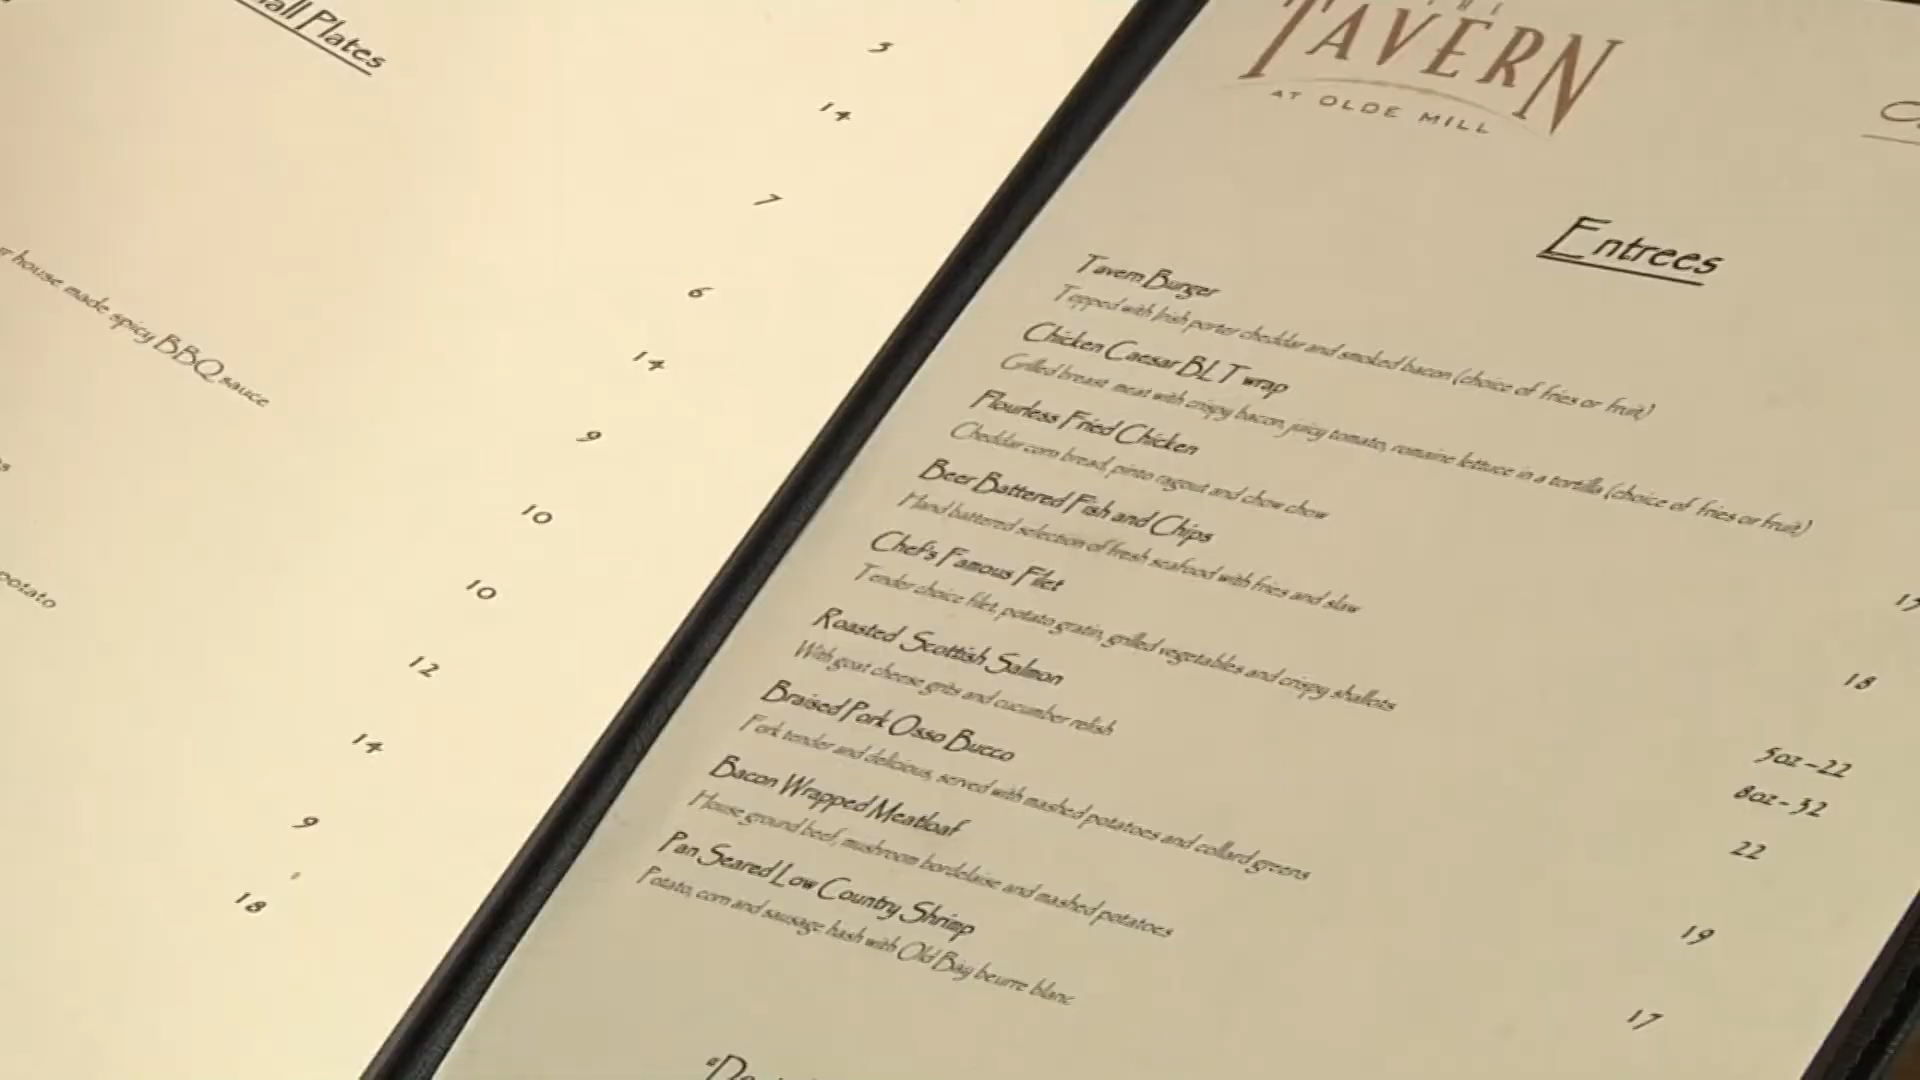 Plates
3
14
7
6
house made spicy BBQ sauce
14
9
10
10
potato
12
14
9
18
THE
TAVERN
AT OLDE MILL
Entrees
Tavern Burger
Topped with Irish porter cheddar and smoked bacon (choice of fries or fruit)
Chicken Caesar BLT wrap
Grilled breast meat with crispy bacon, juicy tomato, romaine lettuce in a tortilla (choice of fries or fruit)
Flourless Fried Chicken
Cheddar corn bread, pinto ragout and chow chow
Beer Battered Fish and Chips
Hand battered selection of fresh seafood with fries and slaw
Chef's Famous Filet
Tender choice filet, potato gratin, grilled vegetables and crispy shallots
18
Roasted Scottish Salmon
With goat cheese grits and cucumber relish
5oz - 22
8oz - 32
Braised Pork Osso Bucco
Fork tender and delicious, served with mashed potatoes and collard greens
22
Bacon Wrapped Meatloaf
House ground beef, mushroom bordelaise and mashed potatoes
19
Pan Seared Low Country Shrimp
Potato, corn and sausage hash with Old Bay beurre blanc
17